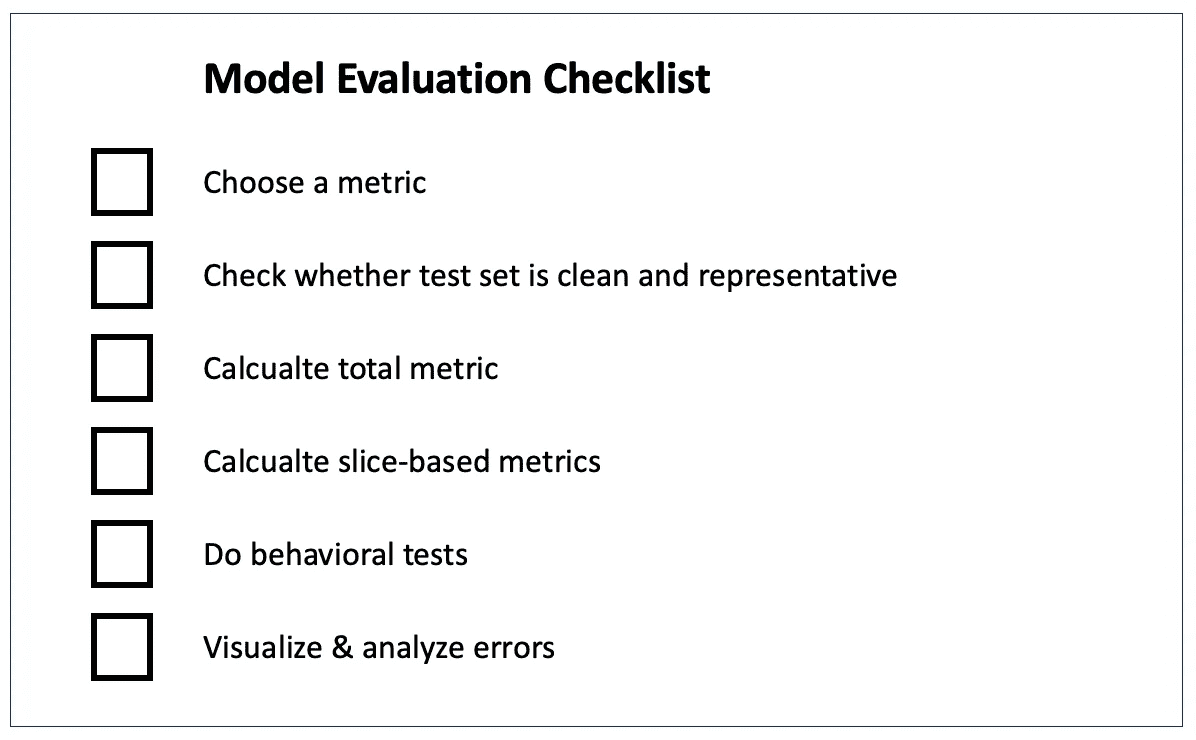 Model Evaluation Checklist
Choose a metric
Check whether test set is clean and representative
Calcualte total metric
Calcualte slice-based metrics
Do behavioral tests
Visualize & analyze errors